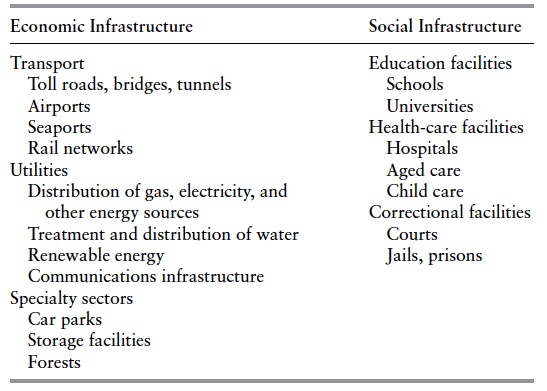 Economic Infrastructure
Social Infrastructure
Transport
Toll roads, bridges, tunnels
Airports
Seaports
Rail networks
Utilities
Distribution of gas, electricity, and
other energy sources
Treatment and distribution of water
Renewable energy
Communications infrastructure
Specialty sectors
Car parks
Storage facilities
Forests
Education facilities
Schools
Universities
Health-care facilities
Hospitals
Aged care
Child care
Correctional facilities
Courts
Jails, prisons